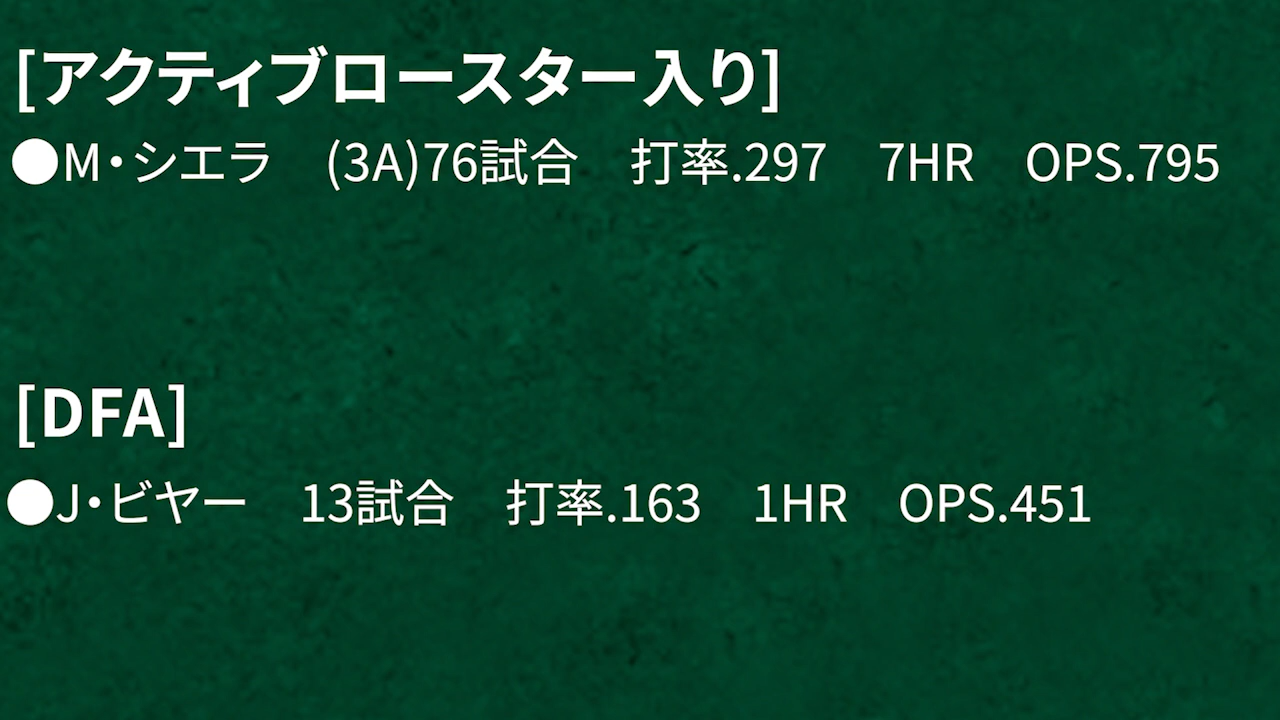 [アクティブロースター入り]
●M・シエラ　(3A)76試合　打率.297　7HR　OPS.795
[DFA]
●J・ビヤー　13試合　打率.163　1HR　OPS.451